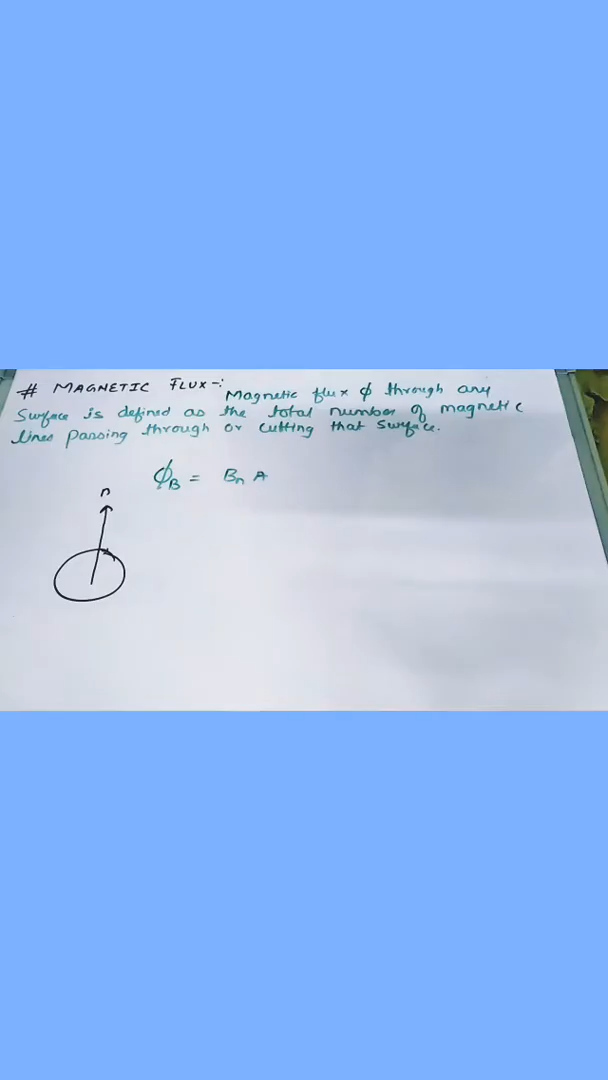 # MAGNETIC FLUX-: Magnetic flux ϕ through any
Surface is defined as the total number of magnetic
lines passing through or cutting that surface.
ϕB = Bn A
n